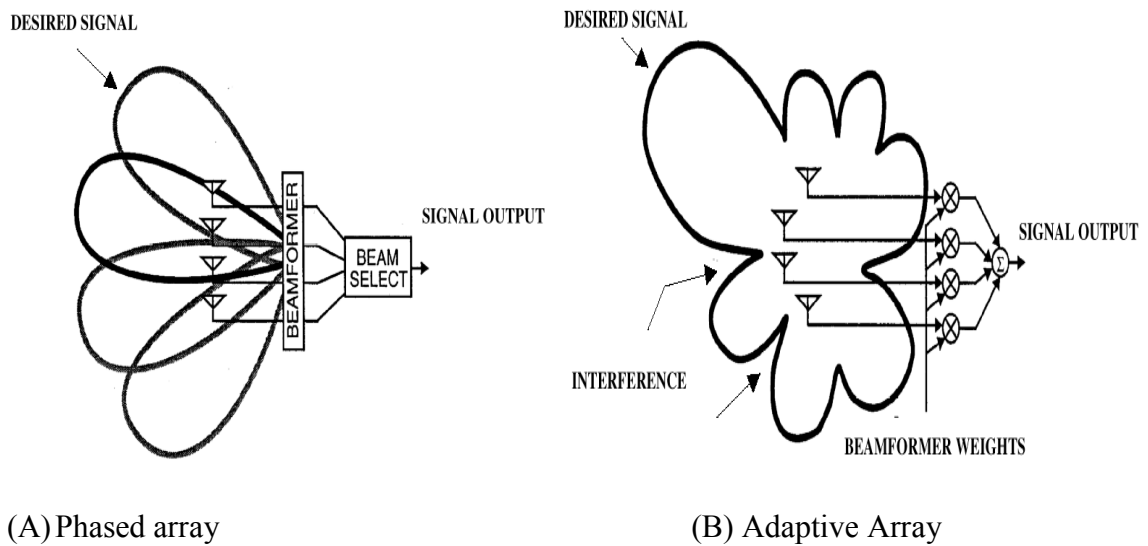 DESIRED SIGNAL
BEAMFORMER
BEAM
SELECT
SIGNAL OUTPUT
DESIRED SIGNAL
INTERFERENCE
Σ
SIGNAL OUTPUT
BEAMFORMER WEIGHTS
(A) Phased array
(B) Adaptive Array